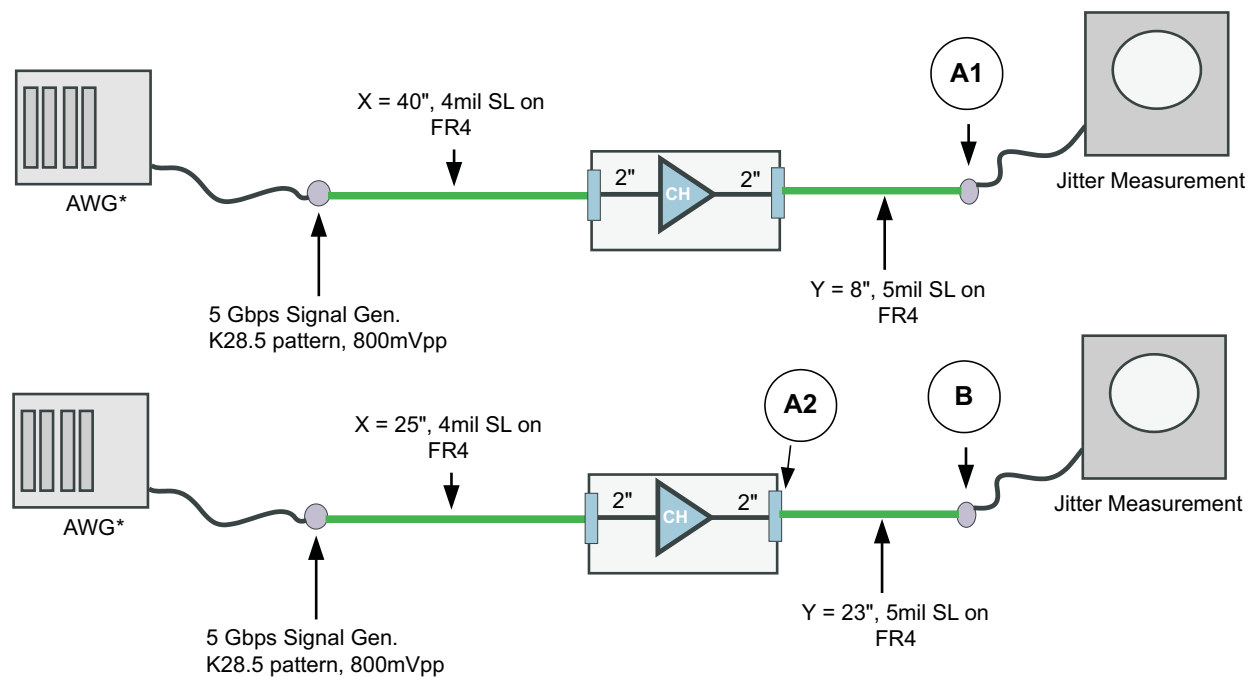 A1
X = 40", 4mil SL on
FR4
2"
CH
2"
AWG*
Jitter Measurement
5 Gbps Signal Gen.
K28.5 pattern, 800mVpp
Y = 8", 5mil SL on
FR4
A2
B
X = 25", 4mil SL on
FR4
2"
CH
2"
AWG*
Jitter Measurement
5 Gbps Signal Gen.
K28.5 pattern, 800mVpp
Y = 23", 5mil SL on
FR4